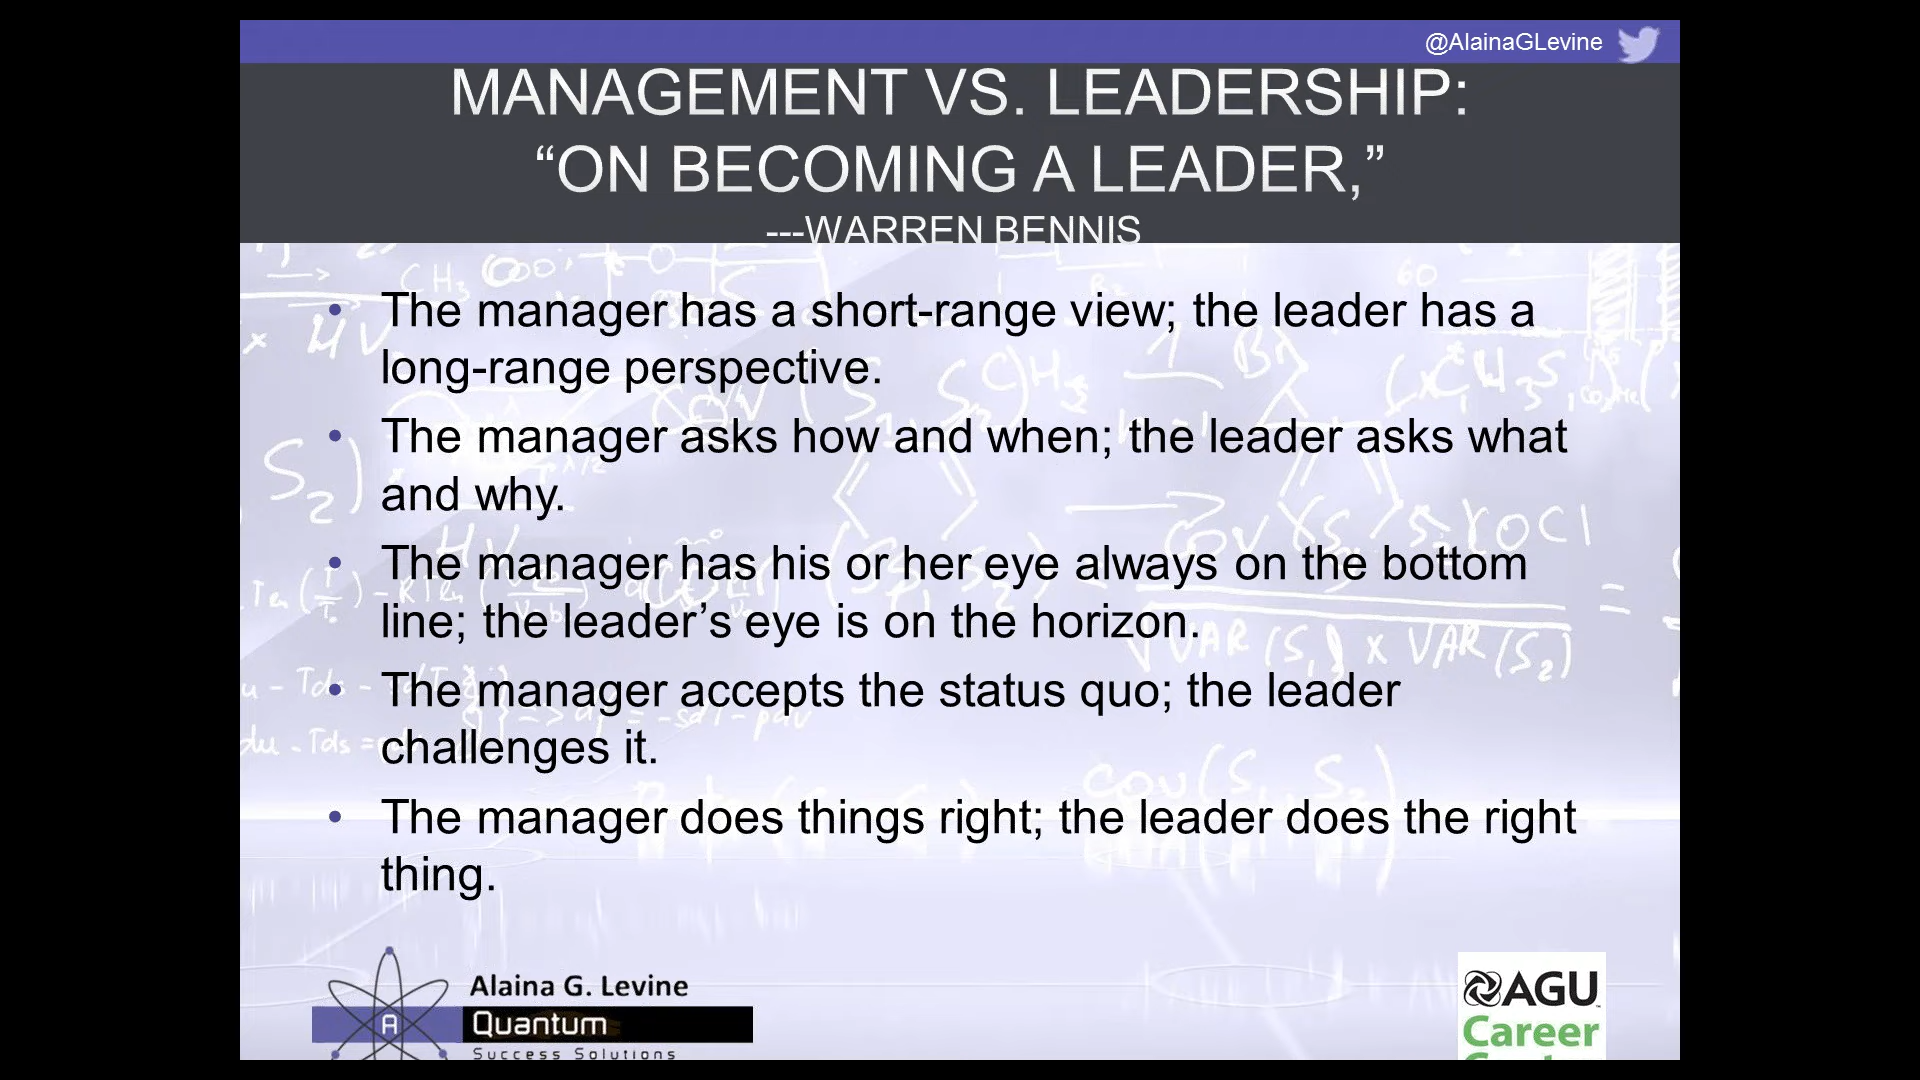 @AlainaGLevine
MANAGEMENT VS. LEADERSHIP:
“ON BECOMING A LEADER,”
---WARREN BENNIS
• The manager has a short-range view; the leader has a
long-range perspective.
• The manager asks how and when; the leader asks what
and why.
• The manager has his or her eye always on the bottom
line; the leader’s eye is on the horizon.
• The manager accepts the status quo; the leader
challenges it.
• The manager does things right; the leader does the right
thing.
A
Alaina G. Levine
Quantum
Success Solutions
AGU
Career